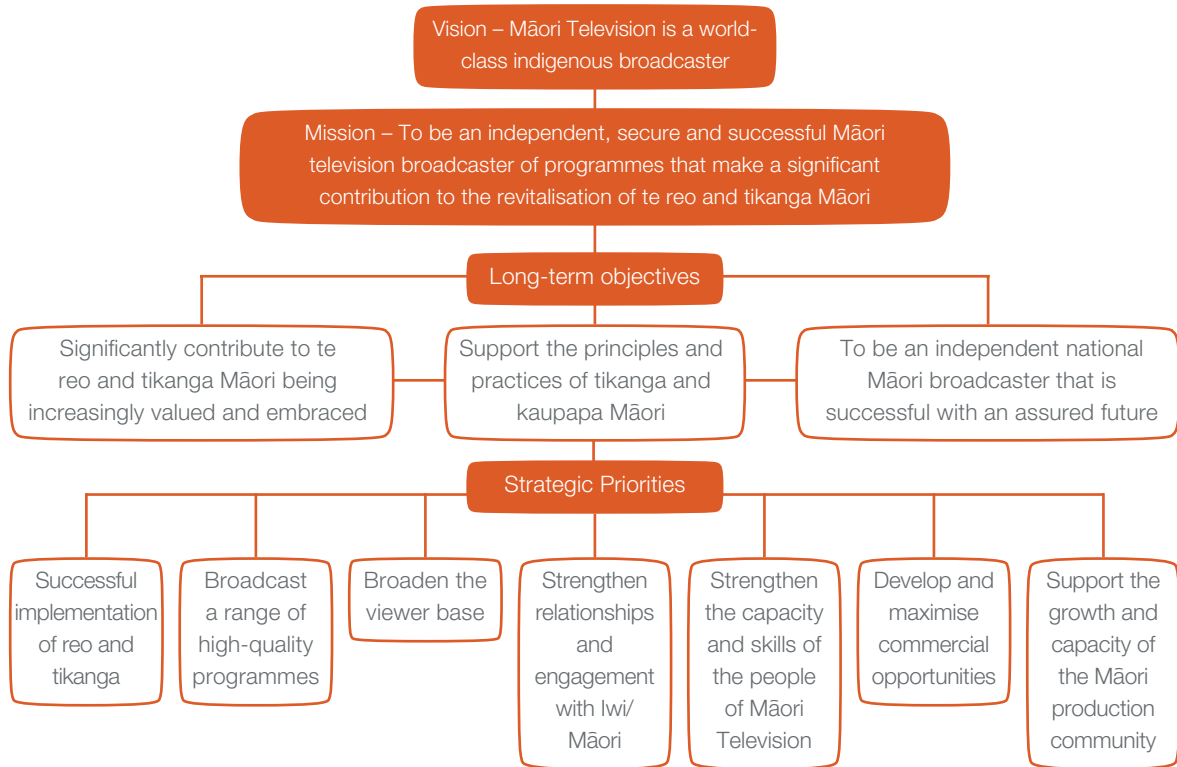 Vision – Māori Television is a world-
class indigenous broadcaster
Mission – To be an independent, secure and successful Māori
television broadcaster of programmes that make a significant
contribution to the revitalisation of te reo and tikanga Māori
Long-term objectives
Significantly contribute to te
reo and tikanga Māori being
increasingly valued and embraced
Support the principles and
practices of tikanga and
kaupapa Māori
To be an independent national
Māori broadcaster that is
successful with an assured future
Strategic Priorities
Successful
implementation
of reo and
tikanga
Broadcast
a range of
high-quality
programmes
Broaden the
viewer base
Strengthen
relationships
and
engagement
with Iwi/
Māori
Strengthen
the capacity
and skills of
the people
of Māori
Television
Develop and
maximise
commercial
opportunities
Support the
growth and
capacity of
the Māori
production
community